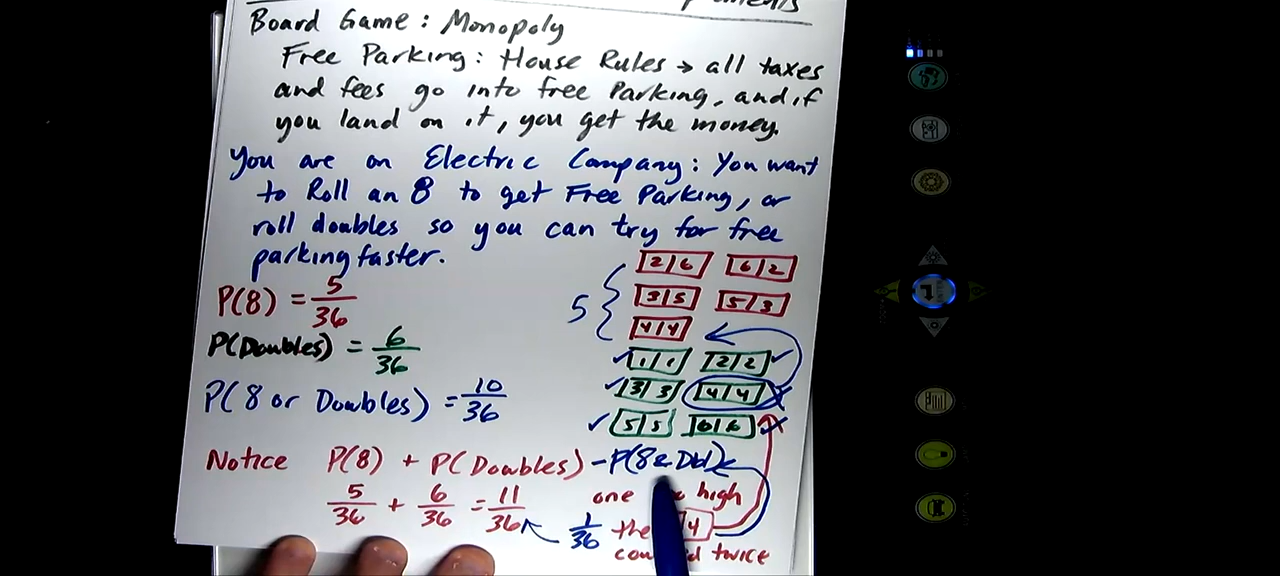 Board Game: Monopoly
Free Parking: House Rules → all taxes
and fees go into free Parking, and if
you land on it, you get the money.
You are on Electric Company: You want
to Roll an 8 to get Free Parking, or
roll doubles so you can try for free
parking faster.
P(8) = 5/36
P(Doubles) = 6/36
P(8 or Doubles) = 10/36
5 { 2|6 6|2
3|5 5|3
4|4
✓ 1|1 2|2 ✓
✓ 3|3 4|4
✓ 5|5 6|6
Notice P(8) + P(Doubles) - P(8 & Dbl)
5/36 + 6/36 = 11/36
one high
1/36 the 4
twice